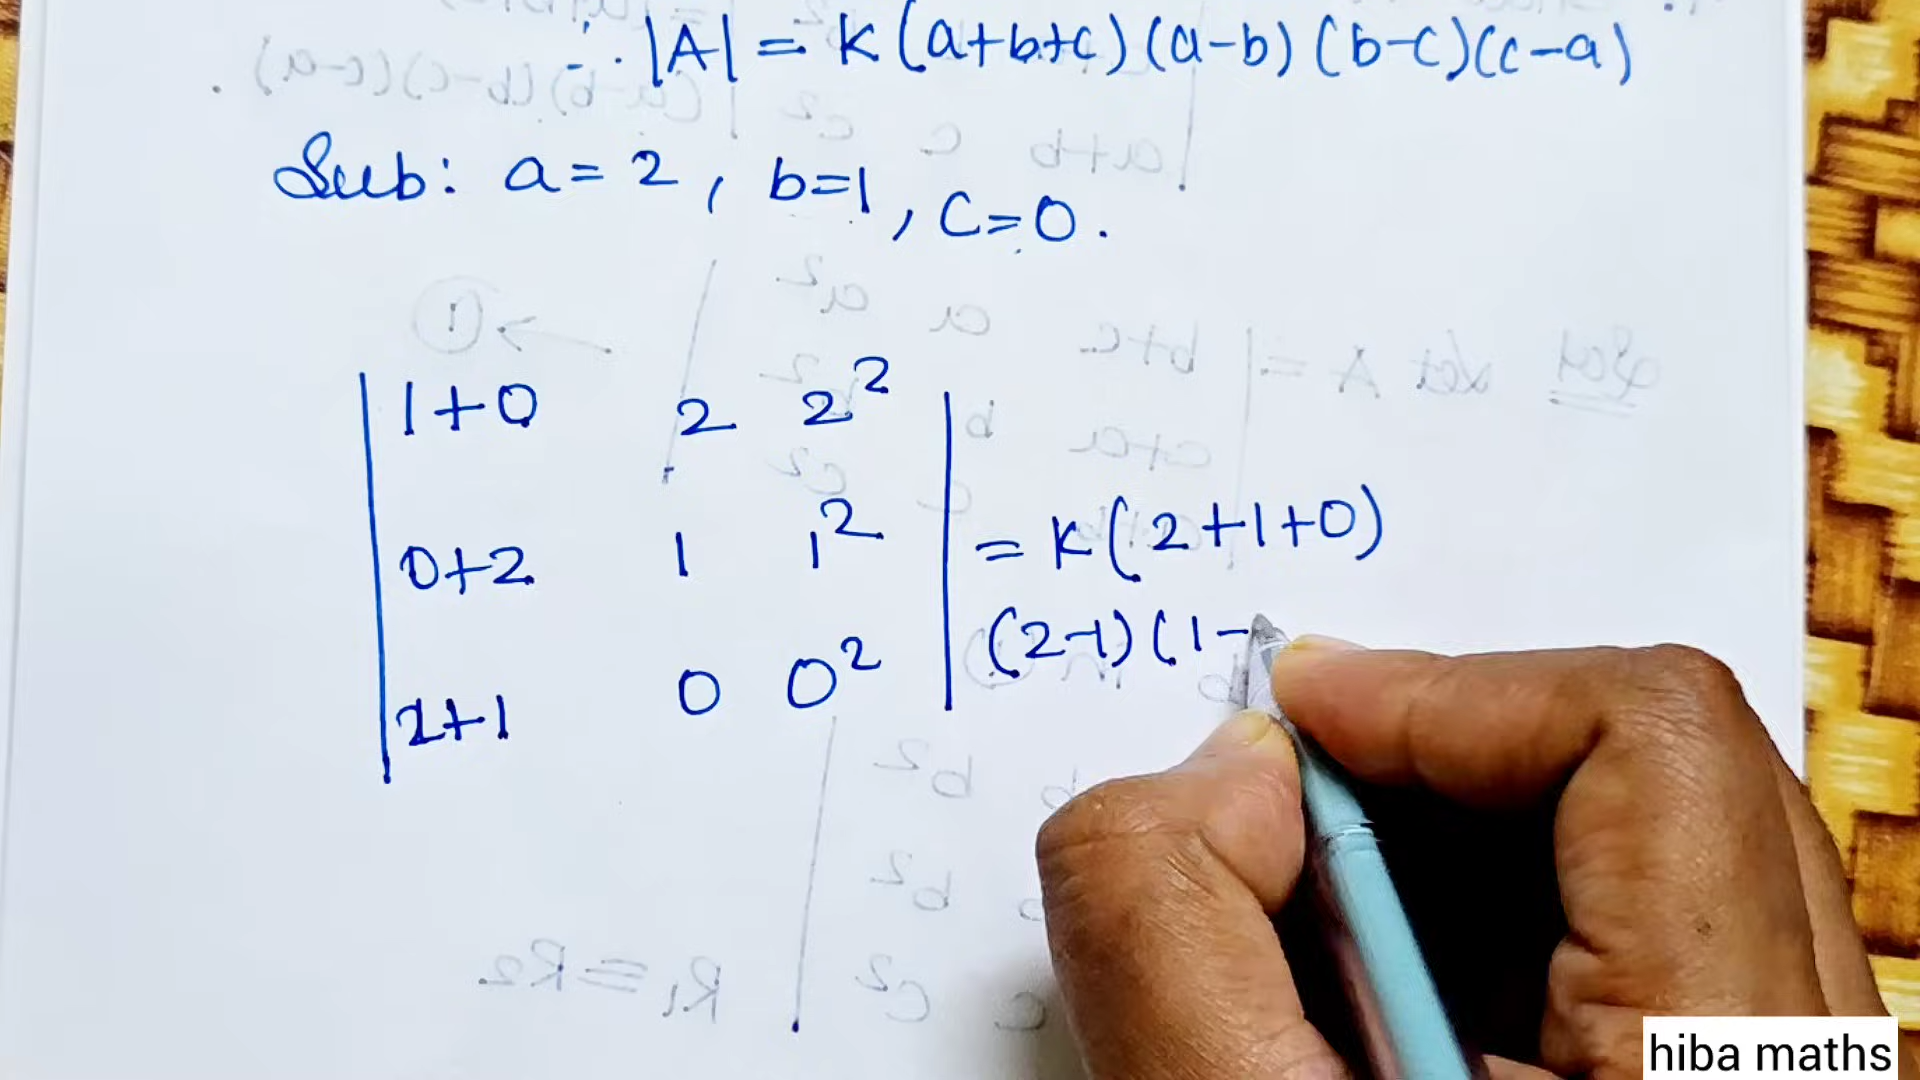 ∴ |A| = k(a+b+c)(a-b)(b-c)(c-a)
Sub: a=2, b=1, c=0.
| 1+0 2 2² |
| 0+2 1 1² | = k(2+1+0)
| 2+1 0 0² | (2-1)(1-
hiba maths